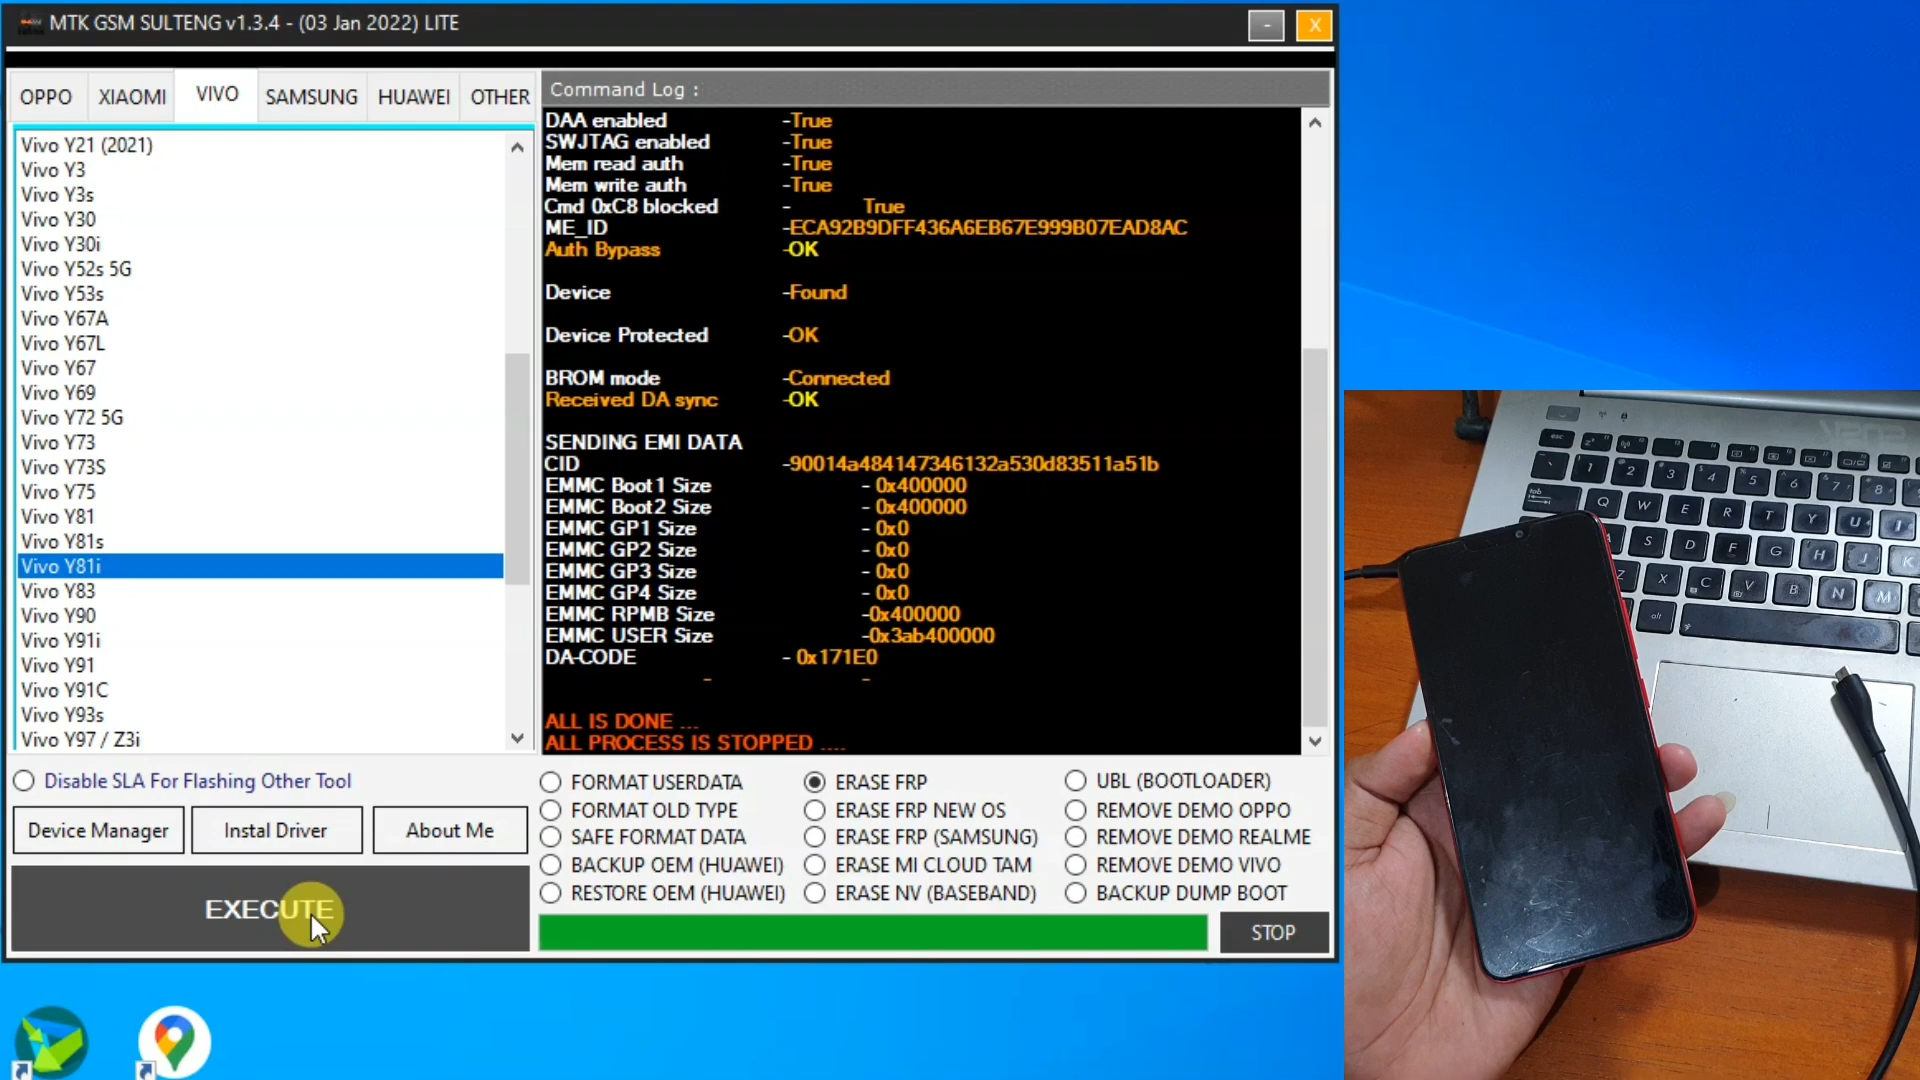 MTK GSM SULTENG v1.3.4 - (03 Jan 2022) LITE
- X
OPPO XIAOMI VIVO SAMSUNG HUAWEI OTHER
Vivo Y21 (2021)
Vivo Y3
Vivo Y3s
Vivo Y30
Vivo Y30i
Vivo Y52s 5G
Vivo Y53s
Vivo Y67A
Vivo Y67L
Vivo Y67
Vivo Y69
Vivo Y72 5G
Vivo Y73
Vivo Y73S
Vivo Y75
Vivo Y81
Vivo Y81s
Vivo Y81i
Vivo Y83
Vivo Y90
Vivo Y91i
Vivo Y91
Vivo Y91C
Vivo Y93s
Vivo Y97 / Z3i
Disable SLA For Flashing Other Tool
Device Manager Instal Driver About Me
EXECUTE
Command Log :
DAA enabled -True
SWJTAG enabled -True
Mem read auth -True
Mem write auth -True
Cmd 0xC8 blocked - True
ME_ID -ECA92B9DFF436A6EB67E999B07EAD8AC
Auth Bypass -OK
Device -Found
Device Protected -OK
BROM mode -Connected
Received DA sync -OK
SENDING EMI DATA
CID -90014a484147346132a530d83511a51b
EMMC Boot1 Size - 0x400000
EMMC Boot2 Size - 0x400000
EMMC GP1 Size - 0x0
EMMC GP2 Size - 0x0
EMMC GP3 Size - 0x0
EMMC GP4 Size - 0x0
EMMC RPMB Size -0x400000
EMMC USER Size -0x3ab400000
DA-CODE - 0x171E0
- -
ALL IS DONE ...
ALL PROCESS IS STOPPED ....
FORMAT USERDATA ERASE FRP UBL (BOOTLOADER)
FORMAT OLD TYPE ERASE FRP NEW OS REMOVE DEMO OPPO
SAFE FORMAT DATA ERASE FRP (SAMSUNG) REMOVE DEMO REALME
BACKUP OEM (HUAWEI) ERASE MI CLOUD TAM REMOVE DEMO VIVO
RESTORE OEM (HUAWEI) ERASE NV (BASEBAND) BACKUP DUMP BOOT
STOP
esc
1 2 3 4 5 6 7 8
tab Q W E R T Y U I
A S D F G H J K
Z X C V B N M
alt